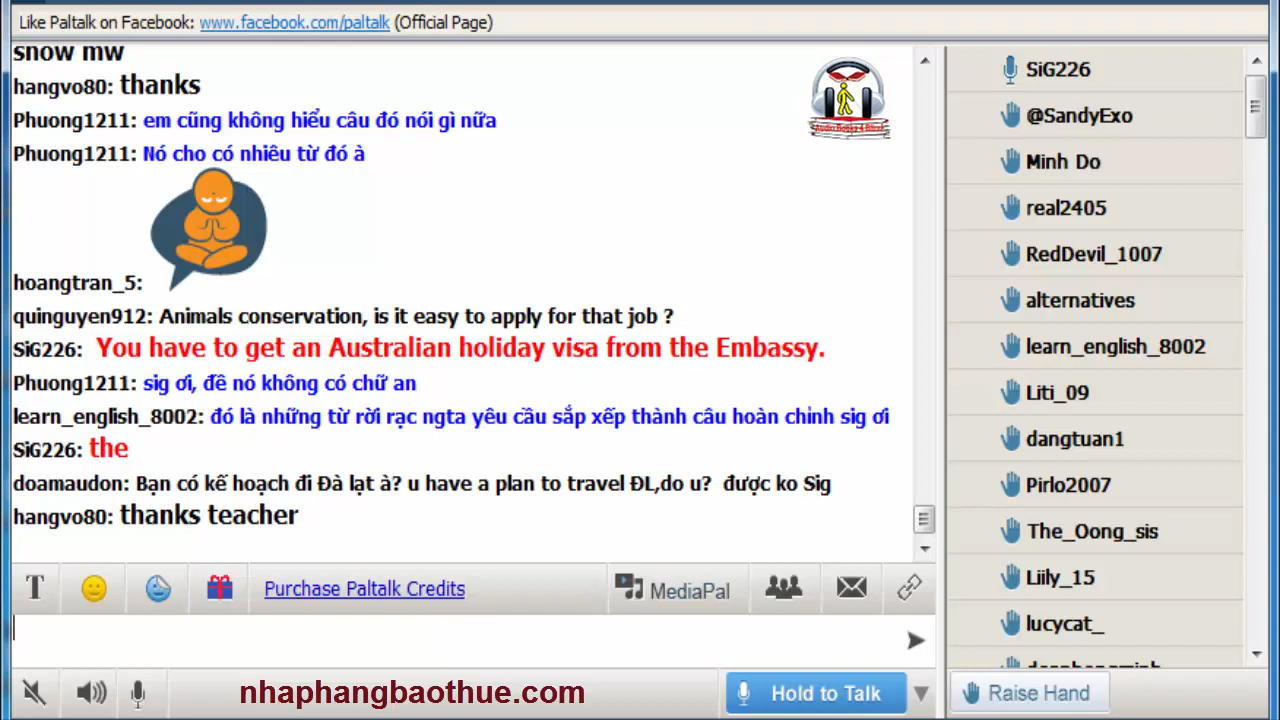 Like Paltalk on Facebook: www.facebook.com/paltalk (Official Page)
snow mw
hangvo80: thanks
Phuong1211: em cũng không hiểu câu đó nói gì nữa
Phuong1211: Nó cho có nhiêu từ đó à
hoangtran_5:
quinguyen912: Animals conservation, is it easy to apply for that job ?
SiG226: You have to get an Australian holiday visa from the Embassy.
Phuong1211: sig ơi, đề nó không có chữ an
learn_english_8002: đó là những từ rời rạc ngta yêu cầu sắp xếp thành câu hoàn chỉnh sig ơi
SiG226: the
doamaudon: Bạn có kế hoạch đi Đà lạt à? u have a plan to travel ĐL,do u? được ko Sig
hangvo80: thanks teacher
T
Purchase Paltalk Credits
MediaPal
nhaphangbaothue.com
Hold to Talk
SiG226
@SandyExo
Minh Do
real2405
RedDevil_1007
alternatives
learn_english_8002
Liti_09
dangtuan1
Pirlo2007
The_Oong_sis
Liily_15
lucycat_
Raise Hand